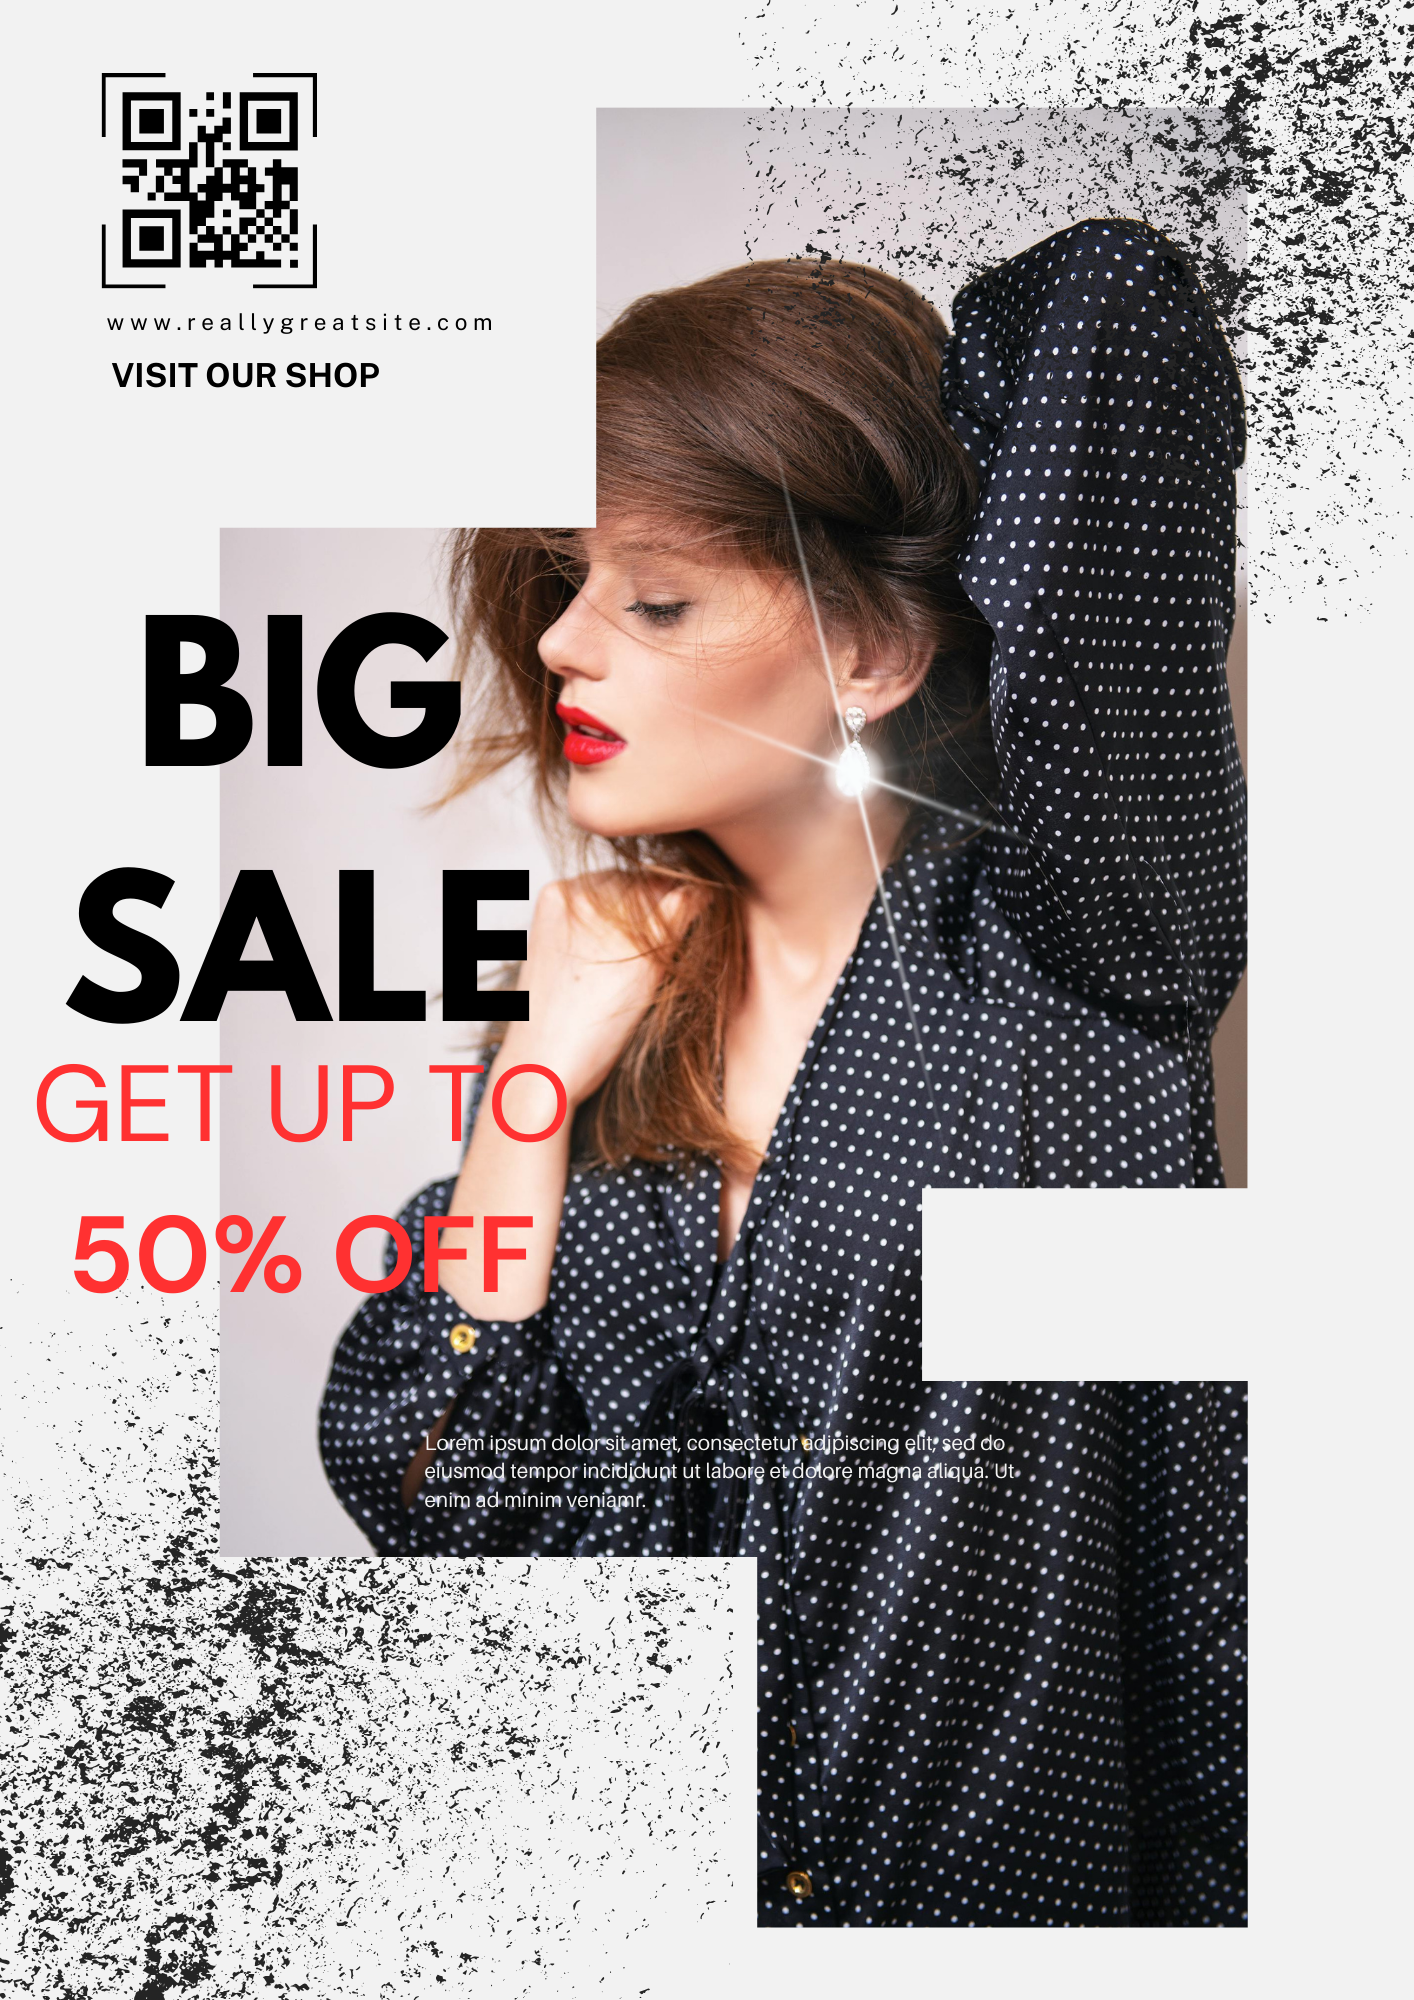 www.reallygreatsite.com
VISIT OUR SHOP
BIG
SALE
GET UP TO
50% OFF
Lorem ipsum dolor sit amet, consectetur adipiscing elit, sed do
eiusmod tempor incididunt ut labore et dolore magna aliqua. Ut
enim ad minim veniamr.